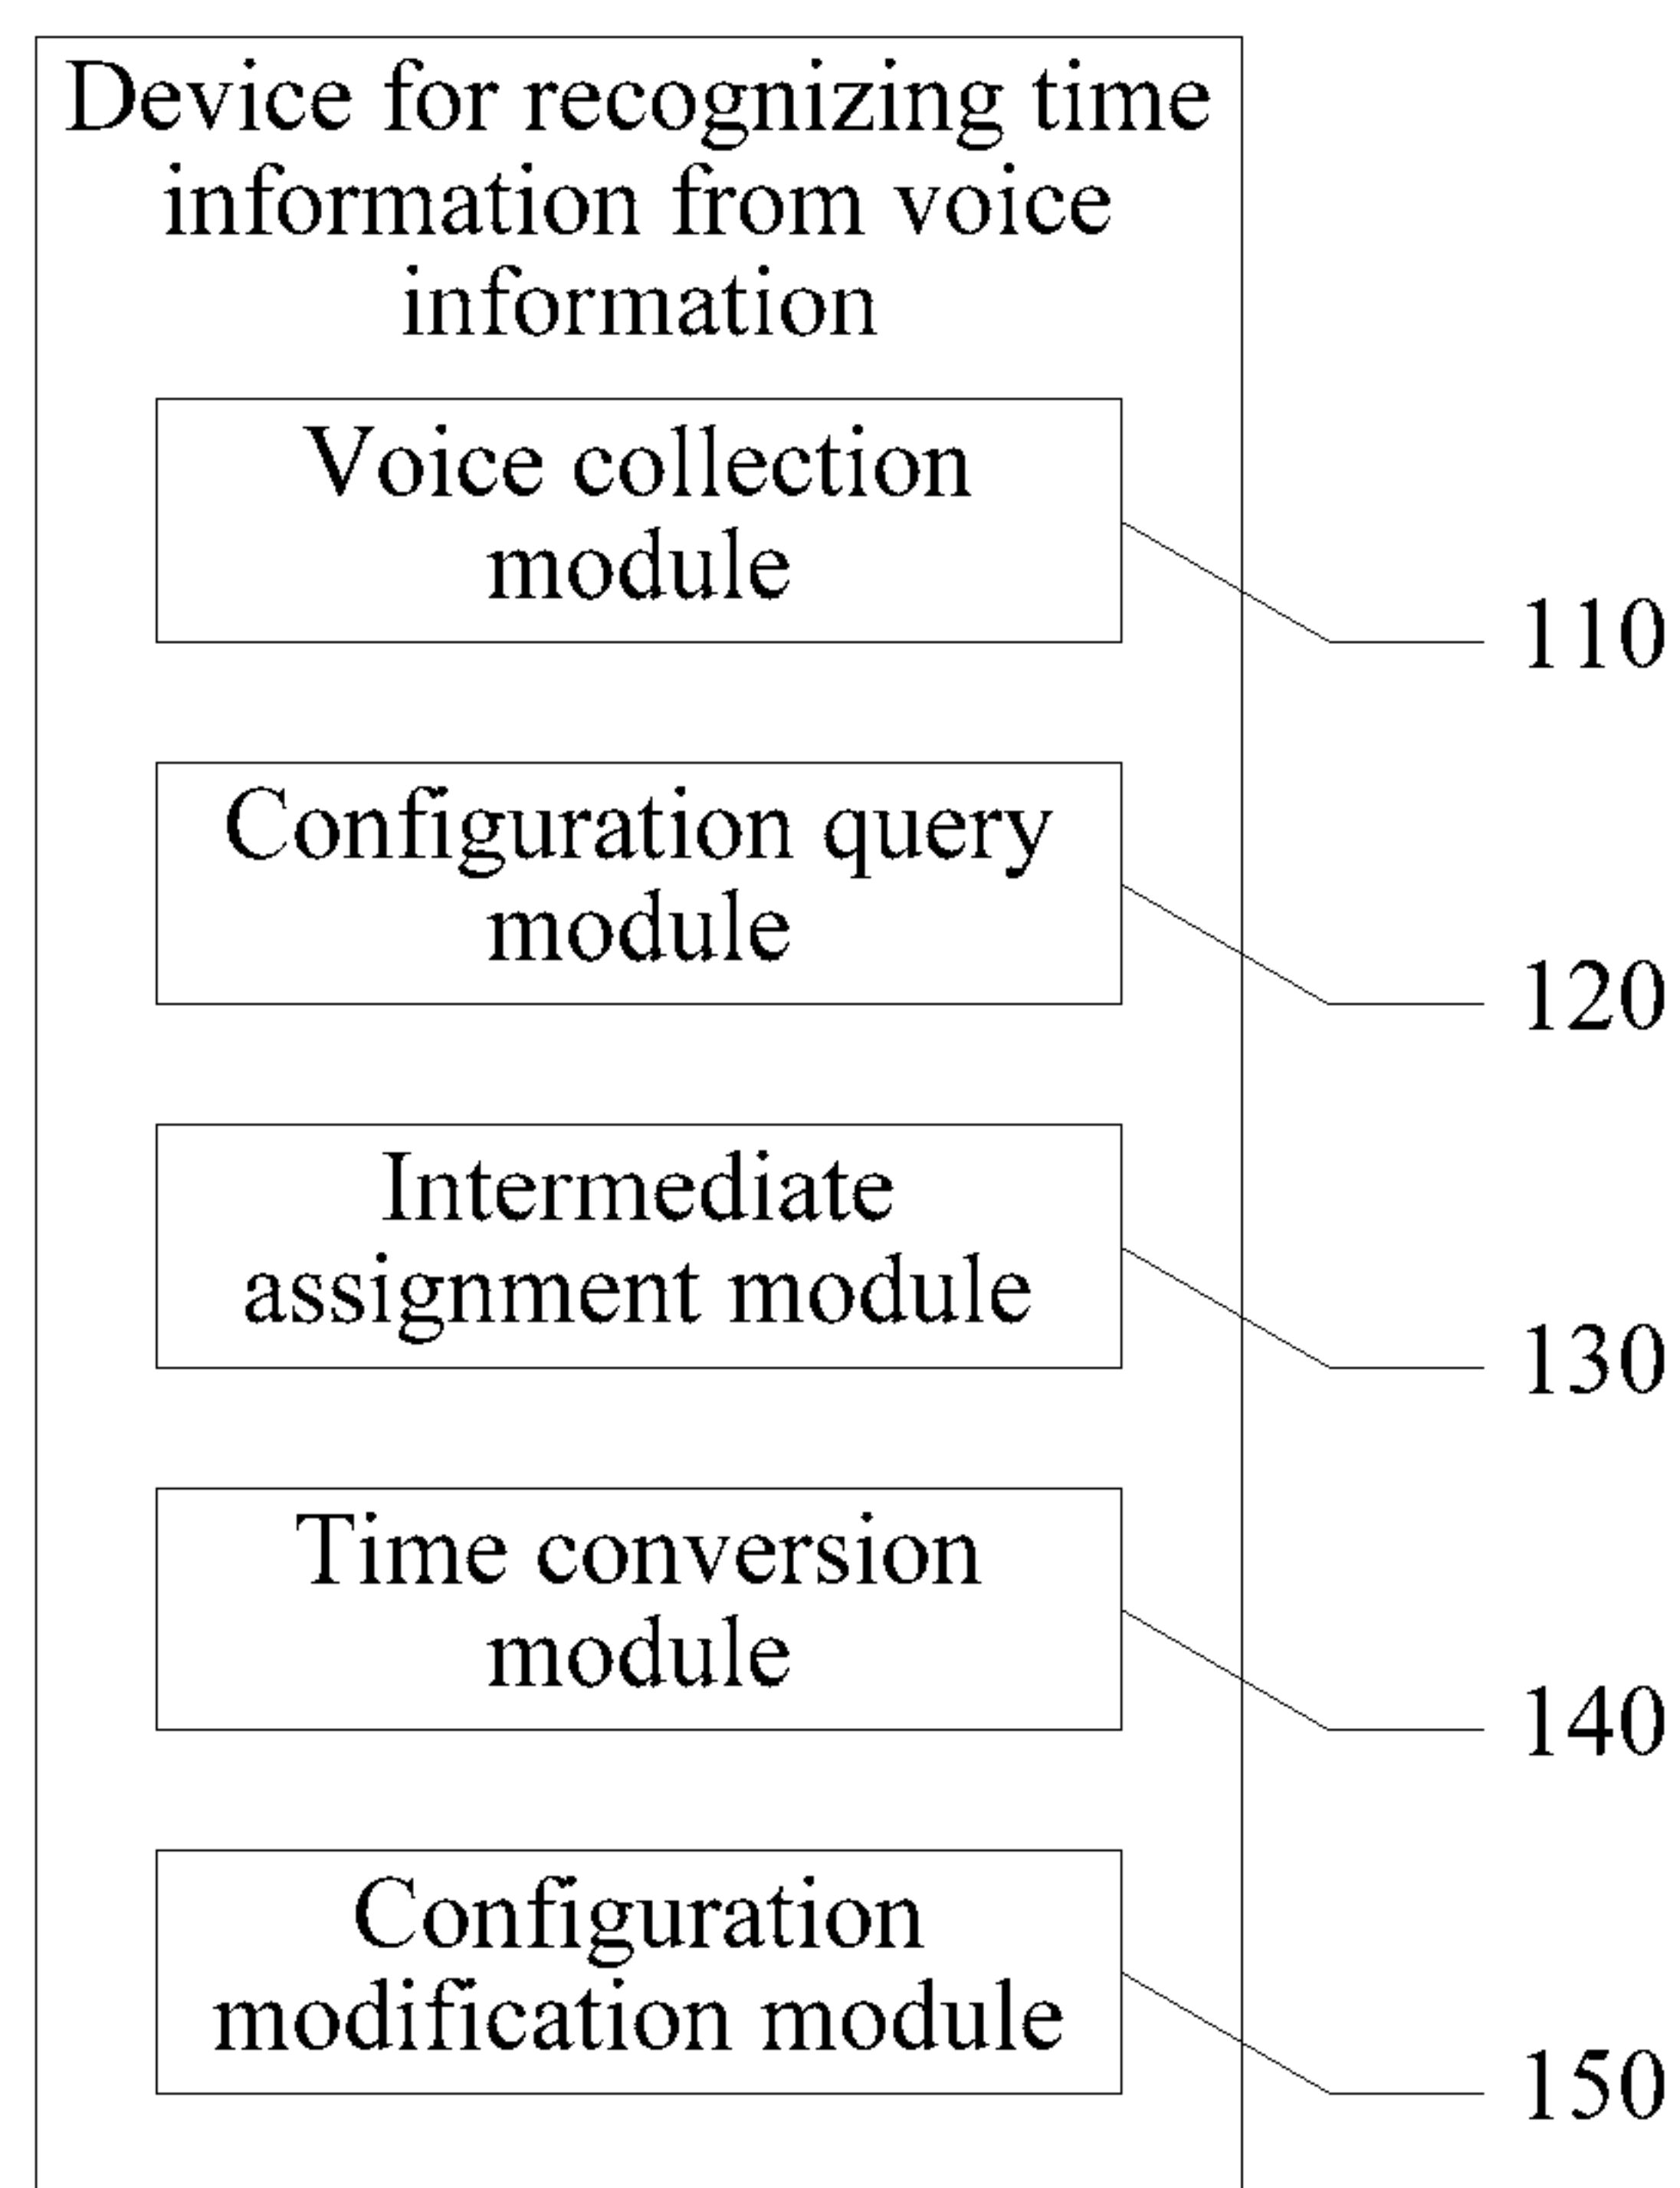 Device for recognizing time
information from voice
information
Voice collection
module
110
Configuration query
module
120
Intermediate
assignment module
130
Time conversion
module
140
Configuration
modification module
150